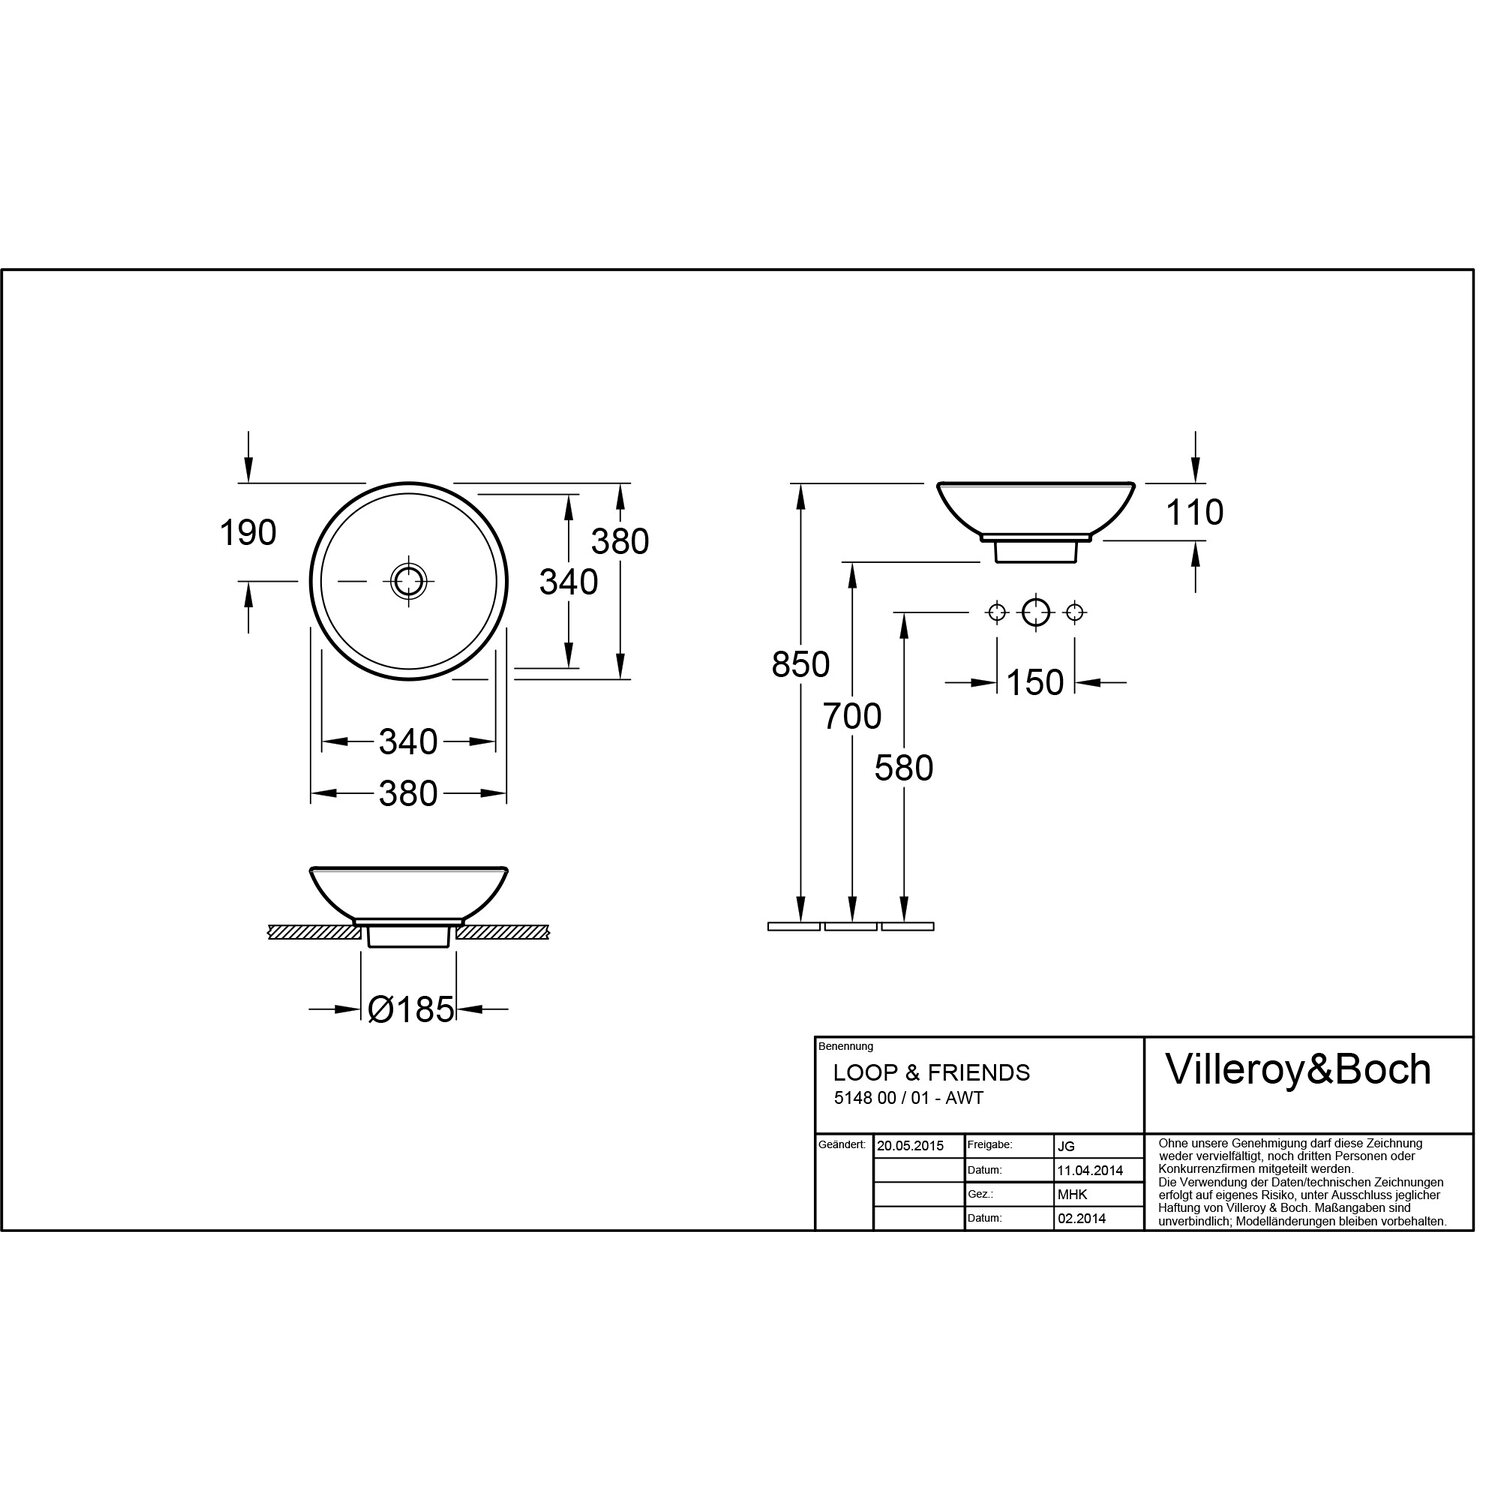 190
380
340
340
380
Ø185
110
850
150
700
580
Benennung
LOOP & FRIENDS
5148 00 / 01 - AWT
Villeroy&Boch
Geändert: 20.05.2015 Freigabe: JG
Datum: 11.04.2014
Gez.: MHK
Datum: 02.2014
Ohne unsere Genehmigung darf diese Zeichnung
weder vervielfältigt, noch dritten Personen oder
Konkurrenzfirmen mitgeteilt werden.
Die Verwendung der Daten/technischen Zeichnungen
erfolgt auf eigenes Risiko, unter Ausschluss jeglicher
Haftung von Villeroy & Boch. Maßangaben sind
unverbindlich; Modelländerungen bleiben vorbehalten.